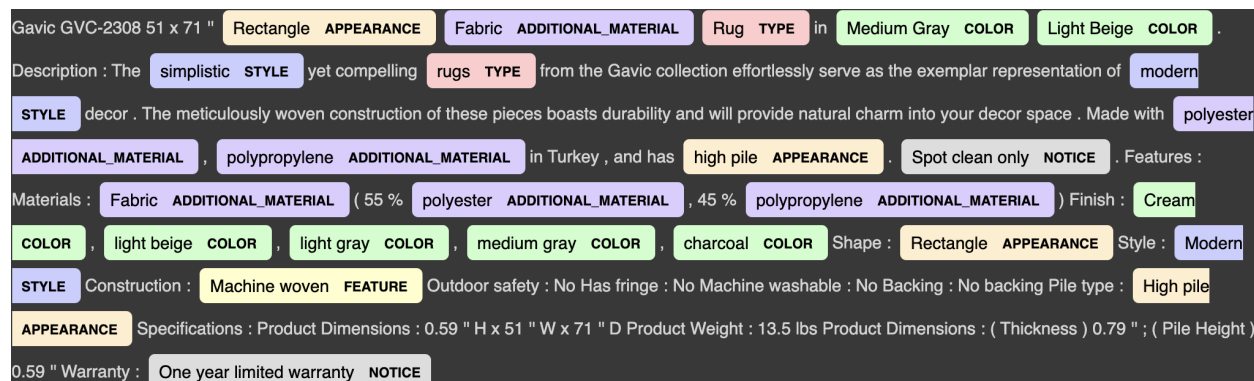 Gavic GVC-2308 51 x 71 " Rectangle APPEARANCE Fabric ADDITIONAL_MATERIAL Rug TYPE in Medium Gray COLOR Light Beige COLOR .
Description : The simplistic STYLE yet compelling rugs TYPE from the Gavic collection effortlessly serve as the exemplar representation of modern
STYLE decor . The meticulously woven construction of these pieces boasts durability and will provide natural charm into your decor space . Made with polyester
ADDITIONAL_MATERIAL , polypropylene ADDITIONAL_MATERIAL in Turkey , and has high pile APPEARANCE . Spot clean only NOTICE . Features :
Materials : Fabric ADDITIONAL_MATERIAL ( 55 % polyester ADDITIONAL_MATERIAL , 45 % polypropylene ADDITIONAL_MATERIAL ) Finish : Cream
COLOR , light beige COLOR , light gray COLOR , medium gray COLOR , charcoal COLOR Shape : Rectangle APPEARANCE Style : Modern
STYLE Construction : Machine woven FEATURE Outdoor safety : No Has fringe : No Machine washable : No Backing : No backing Pile type : High pile
APPEARANCE Specifications : Product Dimensions : 0.59 " H x 51 " W x 71 " D Product Weight : 13.5 lbs Product Dimensions : ( Thickness ) 0.79 " ; ( Pile Height )
0.59 " Warranty : One year limited warranty NOTICE